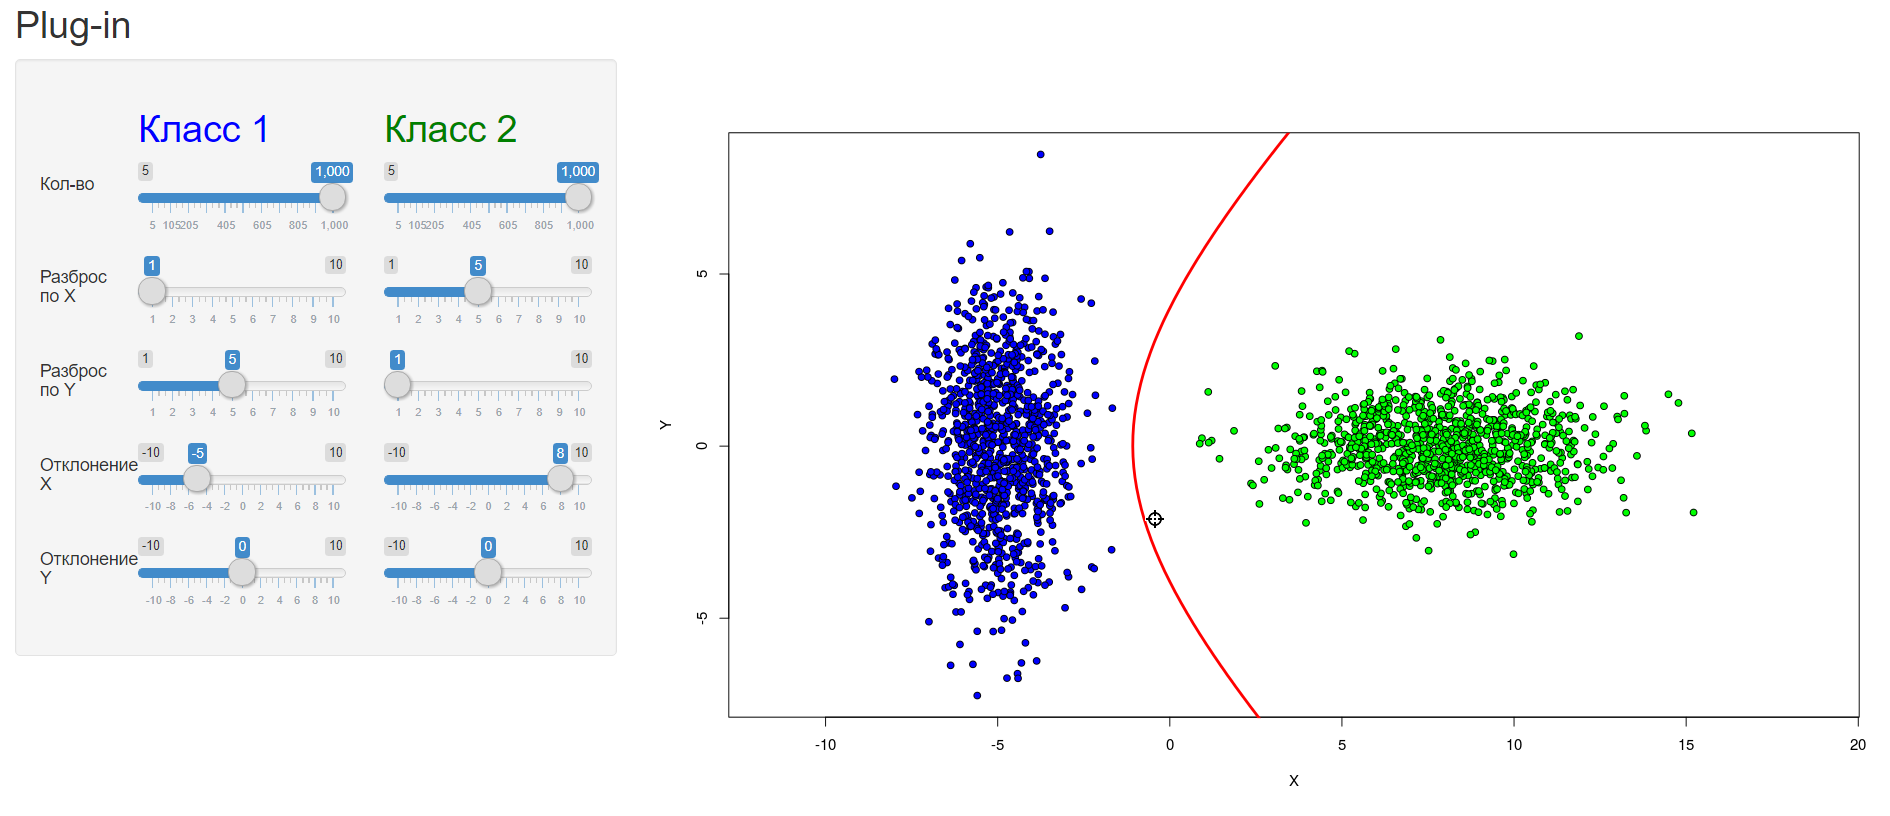 Plug-in
Класс 1 Класс 2
Кол-во
5 1,000 5 1,000
5 105205 405 605 805 1,000 5 105205 405 605 805 1,000
Разброс
по X
1 10 1 5 10
1 2 3 4 5 6 7 8 9 10 1 2 3 4 5 6 7 8 9 10
Разброс
по Y
1 5 10 1 10
1 2 3 4 5 6 7 8 9 10 1 2 3 4 5 6 7 8 9 10
Отклонение
X
-10 -5 10 -10 8 10
-10 -8 -6 -4 -2 0 2 4 6 8 10 -10 -8 -6 -4 -2 0 2 4 6 8 10
Отклонение
Y
-10 0 10 -10 0 10
-10 -8 -6 -4 -2 0 2 4 6 8 10 -10 -8 -6 -4 -2 0 2 4 6 8 10
Y
5
0
-5
-10 -5 0 5 10 15 20
X